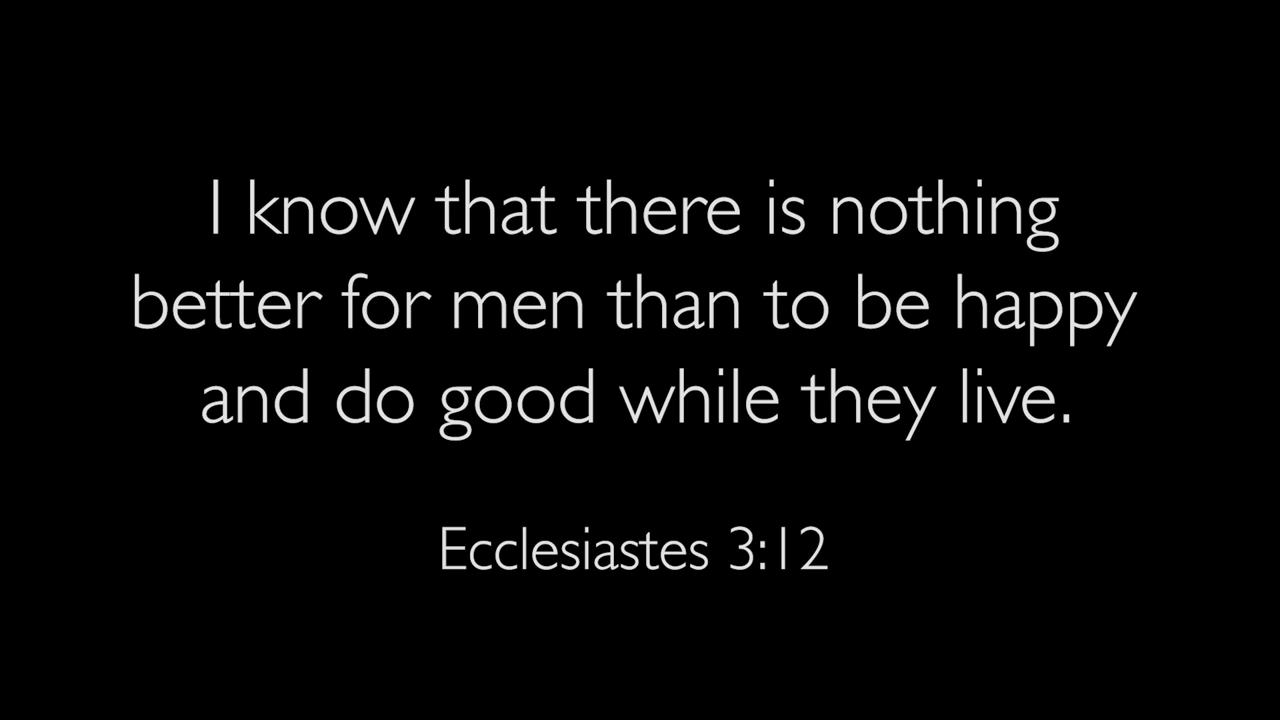 I know that there is nothing
better for men than to be happy
and do good while they live.
Ecclesiastes 3:12